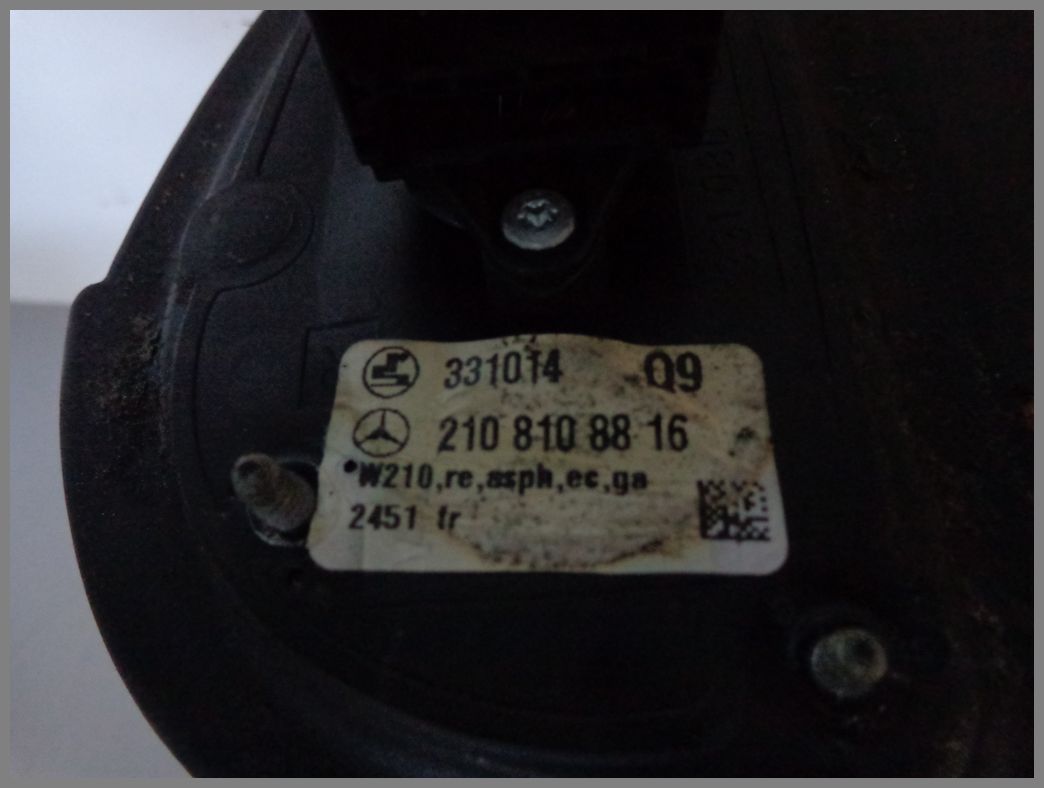 331014 Q9
210 810 88 16
W210,re,asph,ec,ga
2451 fr